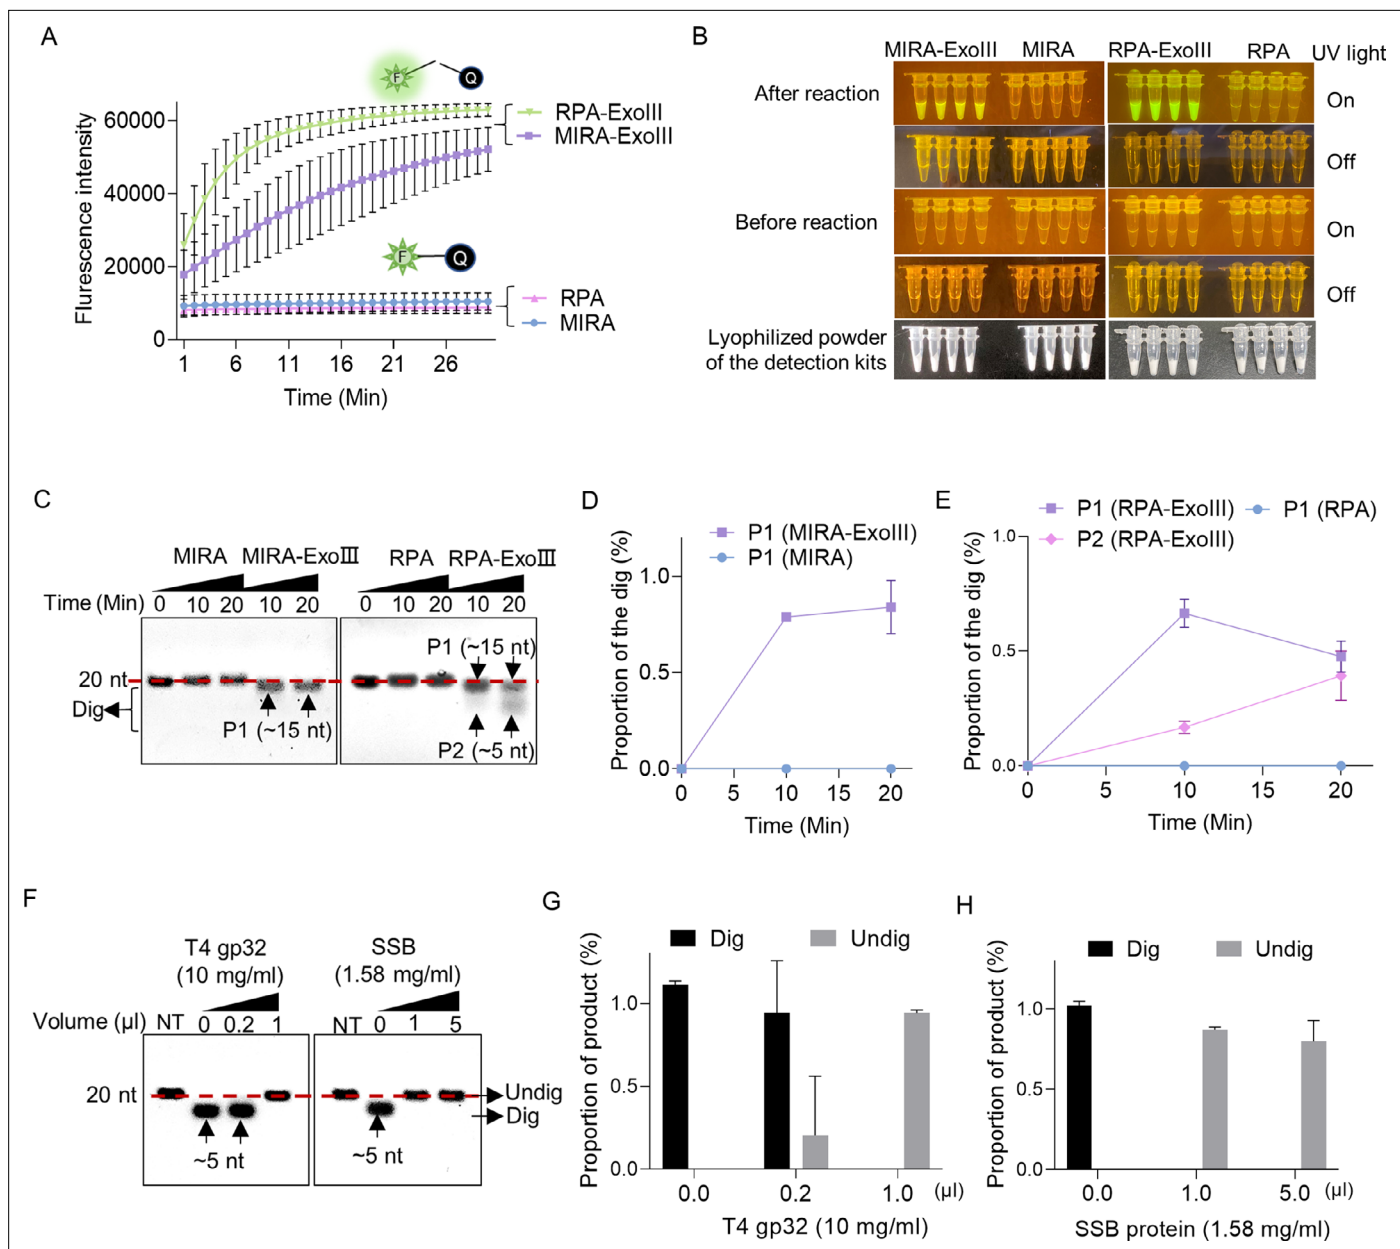 A
F
Q
60000
40000
20000
0
Flurescence intensity
1
6
11
16
21
26
Time (Min)
RPA-ExoIII
MIRA-ExoIII
F
Q
RPA
MIRA
B
MIRA-ExoIII
MIRA
RPA-ExoIII
RPA
UV light
After reaction
On
Off
Before reaction
On
Off
Lyophilized powder
of the detection kits
C
MIRA
MIRA-ExoIII
RPA
RPA-ExoIII
Time (Min)
0
10
20
10
20
0
10
20
10
20
20 nt
Dig
P1 (~15 nt)
P1 (~15 nt)
P2 (~5 nt)
D
P1 (MIRA-ExoIII)
P1 (MIRA)
Proportion of the dig (%)
1.0
0.5
0.0
0
5
10
15
20
Time (Min)
E
P1 (RPA-ExoIII)
P1 (RPA)
P2 (RPA-ExoIII)
Proportion of the dig (%)
1.0
0.5
0.0
0
5
10
15
20
Time (Min)
F
T4 gp32
(10 mg/ml)
SSB
(1.58 mg/ml)
Volume (µl)
NT
0
0.2
1
NT
0
1
5
20 nt
Undig
Dig
~5 nt
~5 nt
G
Dig
Undig
Proportion of product (%)
1.0
0.5
0.0
0.0
0.2
1.0
(µl)
T4 gp32 (10 mg/ml)
H
Dig
Undig
Proportion of product (%)
1.0
0.5
0.0
0.0
1.0
5.0
(µl)
SSB protein (1.58 mg/ml)